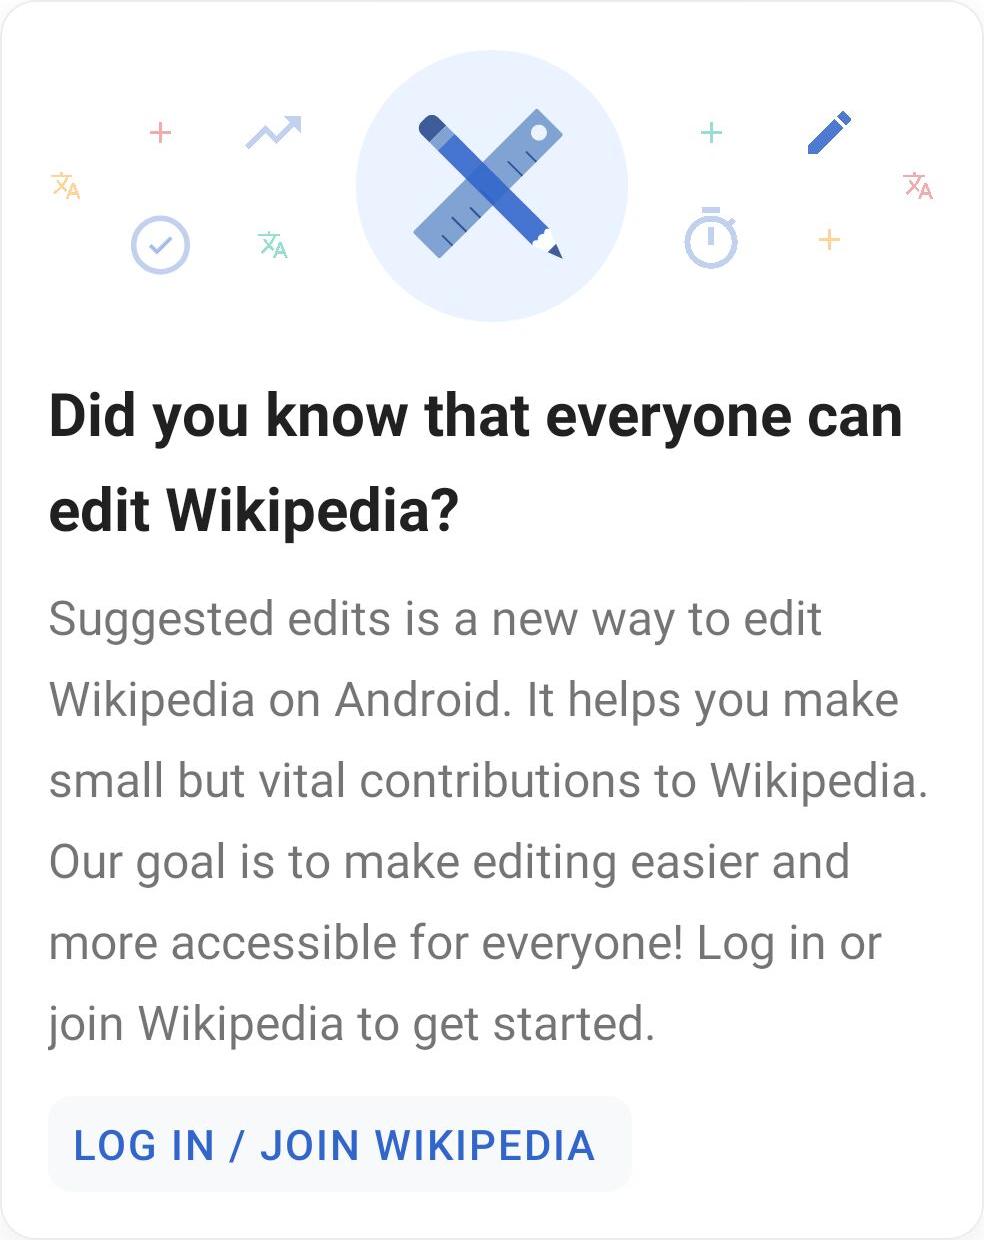 Did you know that everyone can
edit Wikipedia?
Suggested edits is a new way to edit
Wikipedia on Android. It helps you make
small but vital contributions to Wikipedia.
Our goal is to make editing easier and
more accessible for everyone! Log in or
join Wikipedia to get started.
LOG IN / JOIN WIKIPEDIA